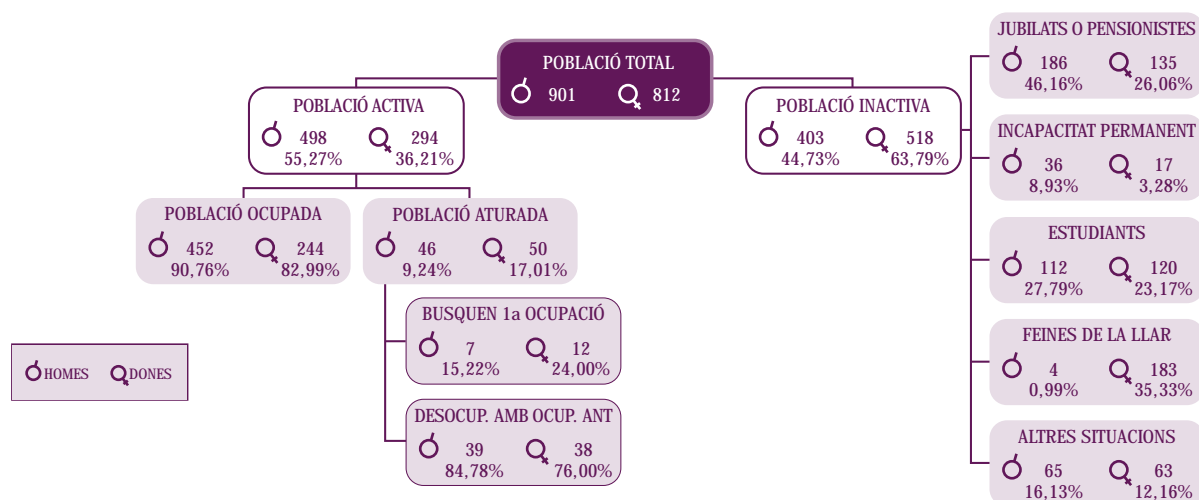 POBLACIÓ TOTAL
901 812
POBLACIÓ ACTIVA
498 294
55,27% 36,21%
POBLACIÓ INACTIVA
403 518
44,73% 63,79%
POBLACIÓ OCUPADA
452 244
90,76% 82,99%
POBLACIÓ ATURADA
46 50
9,24% 17,01%
BUSQUEN 1a OCUPACIÓ
7 12
15,22% 24,00%
DESOCUP. AMB OCUP. ANT
39 38
84,78% 76,00%
JUBILATS O PENSIONISTES
186 135
46,16% 26,06%
INCAPACITAT PERMANENT
36 17
8,93% 3,28%
ESTUDIANTS
112 120
27,79% 23,17%
FEINES DE LA LLAR
4 183
0,99% 35,33%
ALTRES SITUACIONS
65 63
16,13% 12,16%
HOMES DONES